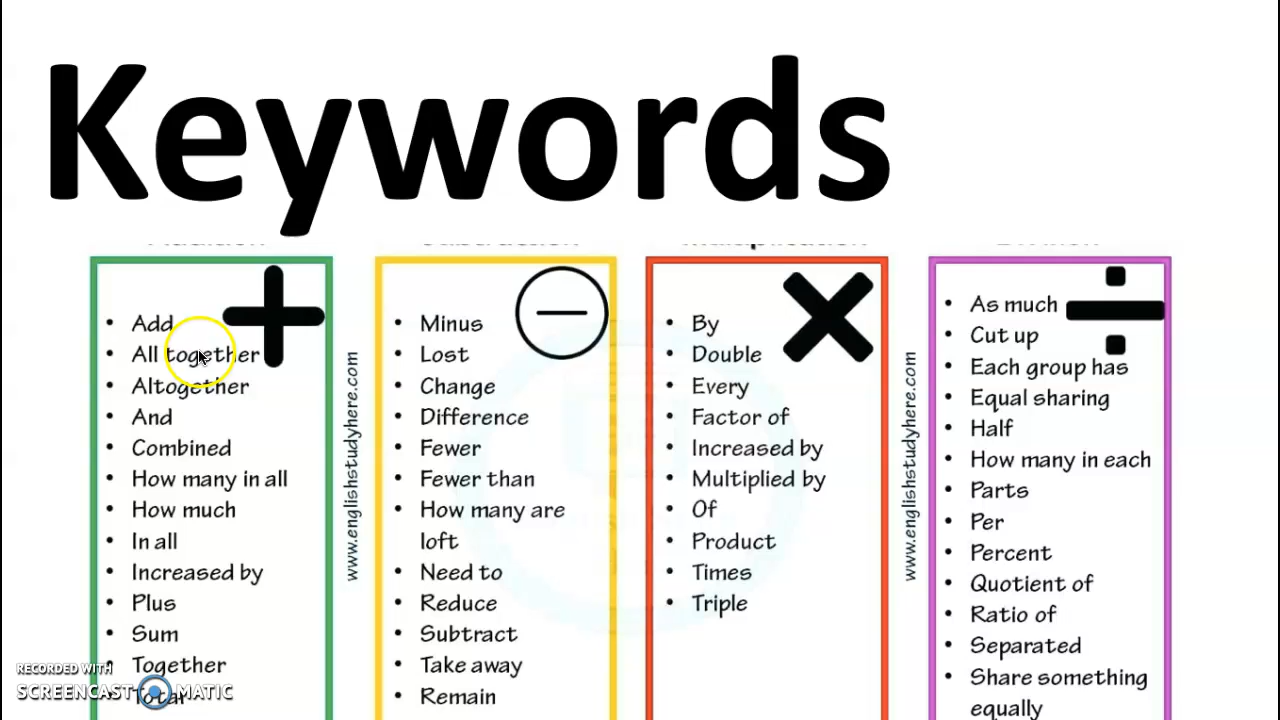 Keywords
Add
All together
Altogether
And
Combined
How many in all
How much
In all
Increased by
Plus
Sum
Together
Total
www.englishstudyhere.com
Minus
Lost
Change
Difference
Fewer
Fewer than
How many are
loft
Need to
Reduce
Subtract
Take away
Remain
By
Double
Every
Factor of
Increased by
Multiplied by
Of
Product
Times
Triple
www.englishstudyhere.com
As much
Cut up
Each group has
Equal sharing
Half
How many in each
Parts
Per
Percent
Quotient of
Ratio of
Separated
Share something
equally
RECORDED WITH
SCREENCAST MATIC